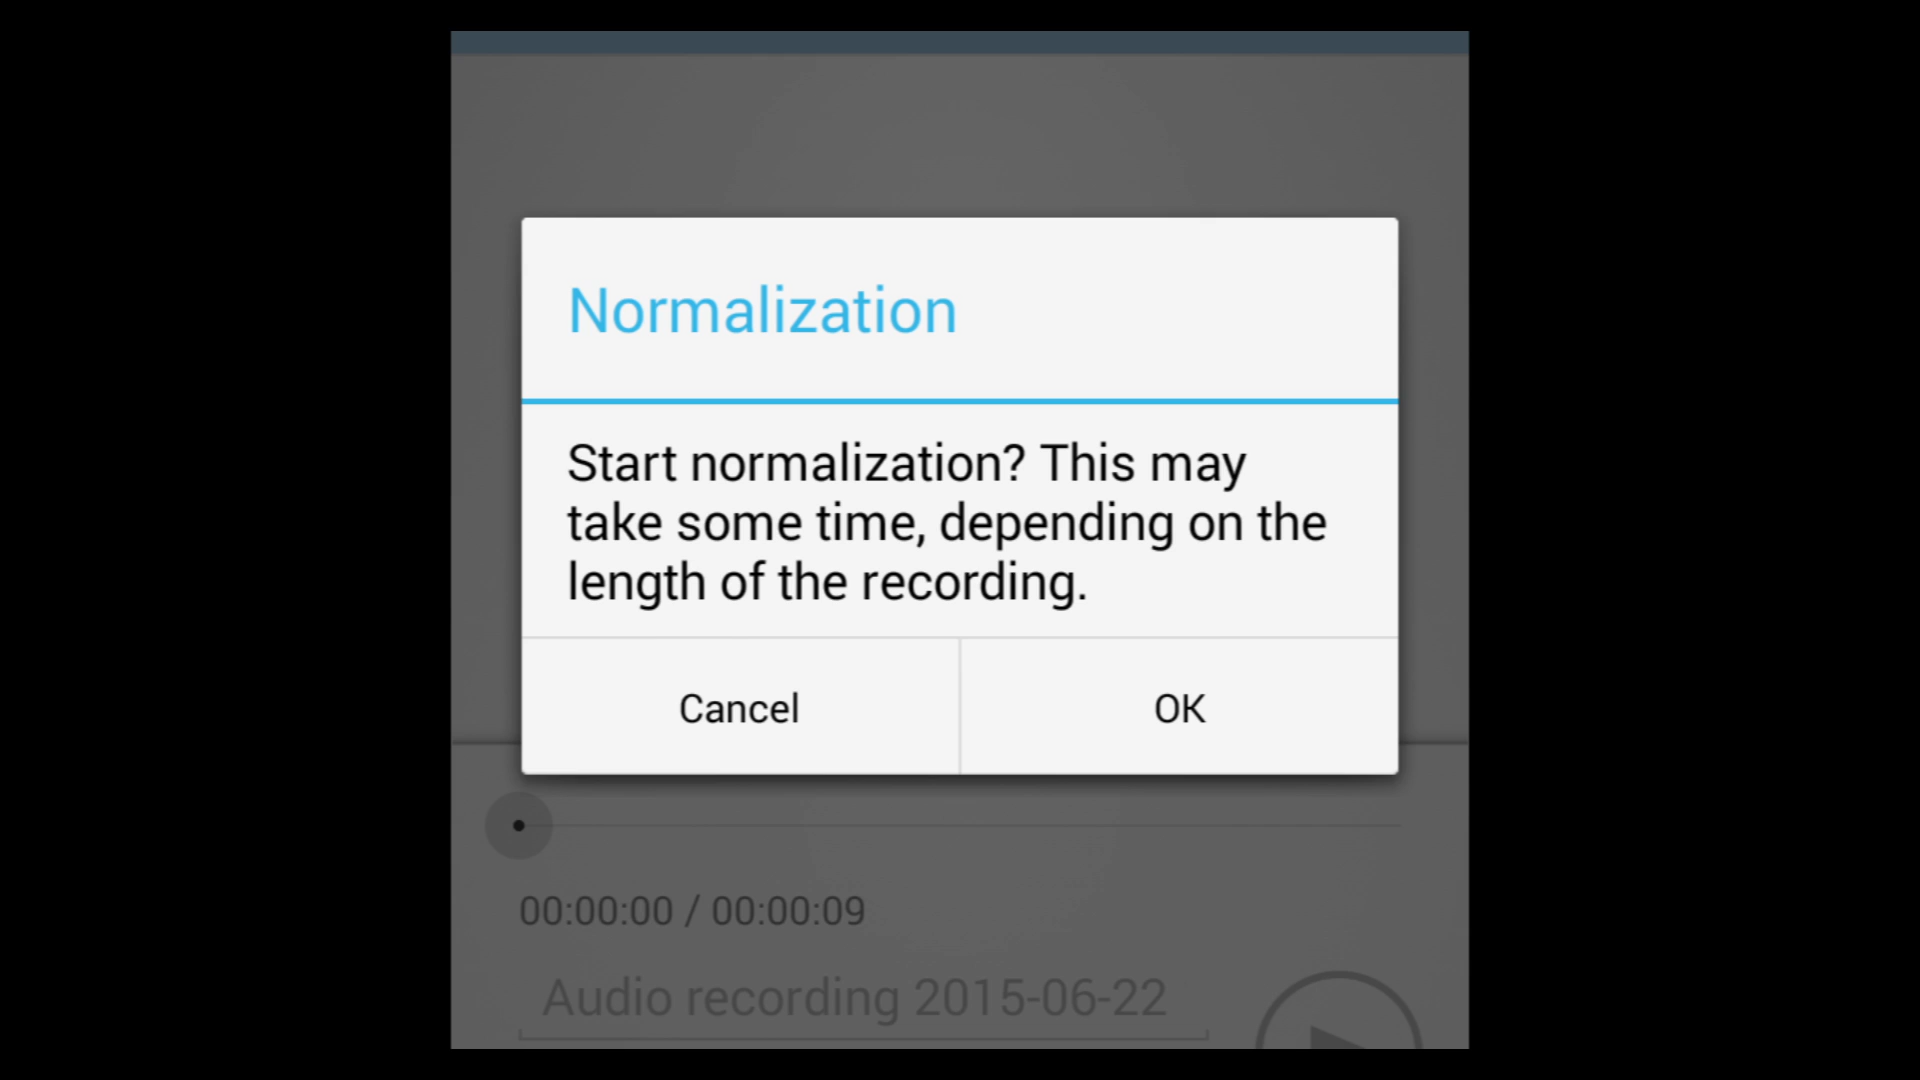 Normalization
Start normalization? This may
take some time, depending on the
length of the recording.
Cancel
OK
00:00:00 / 00:00:09
Audio recording 2015-06-22